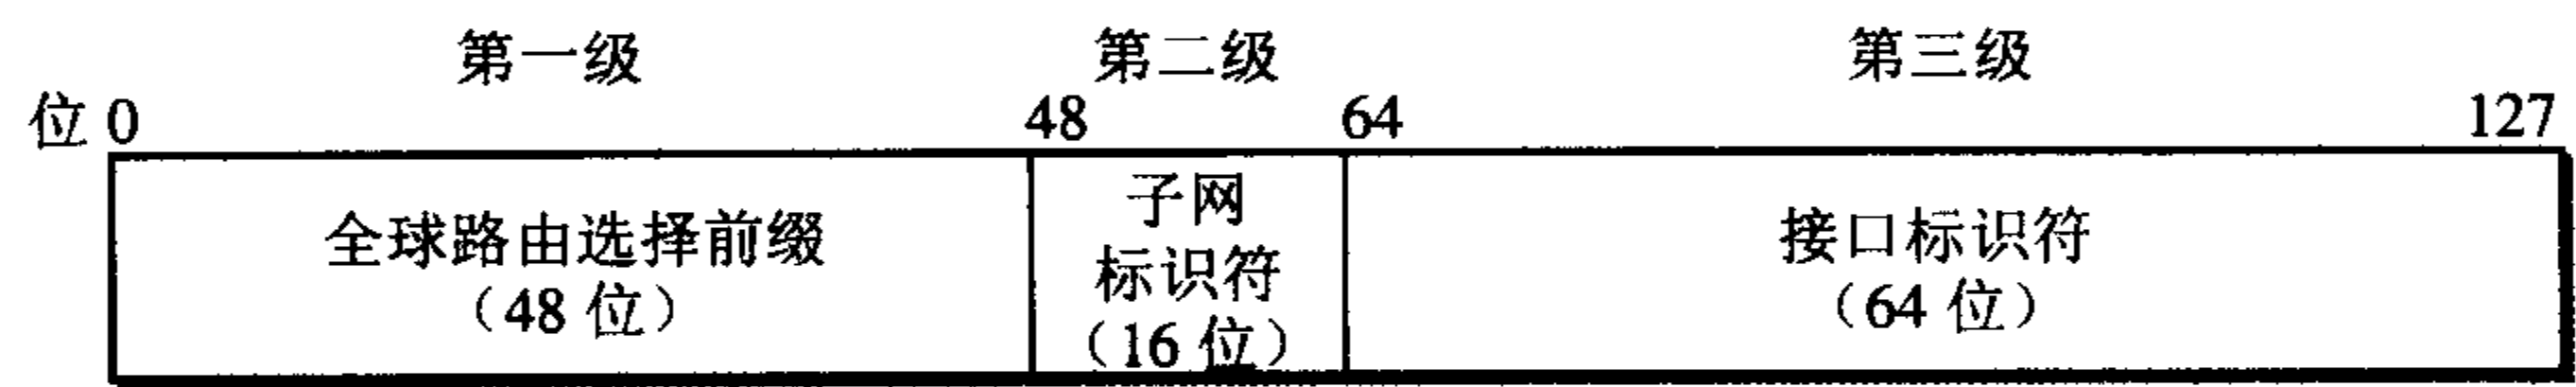 第一级 第二级 第三级
位 0 48 64 127
全球路由选择前缀
（48 位）
子网
标识符
（16 位）
接口标识符
（64 位）